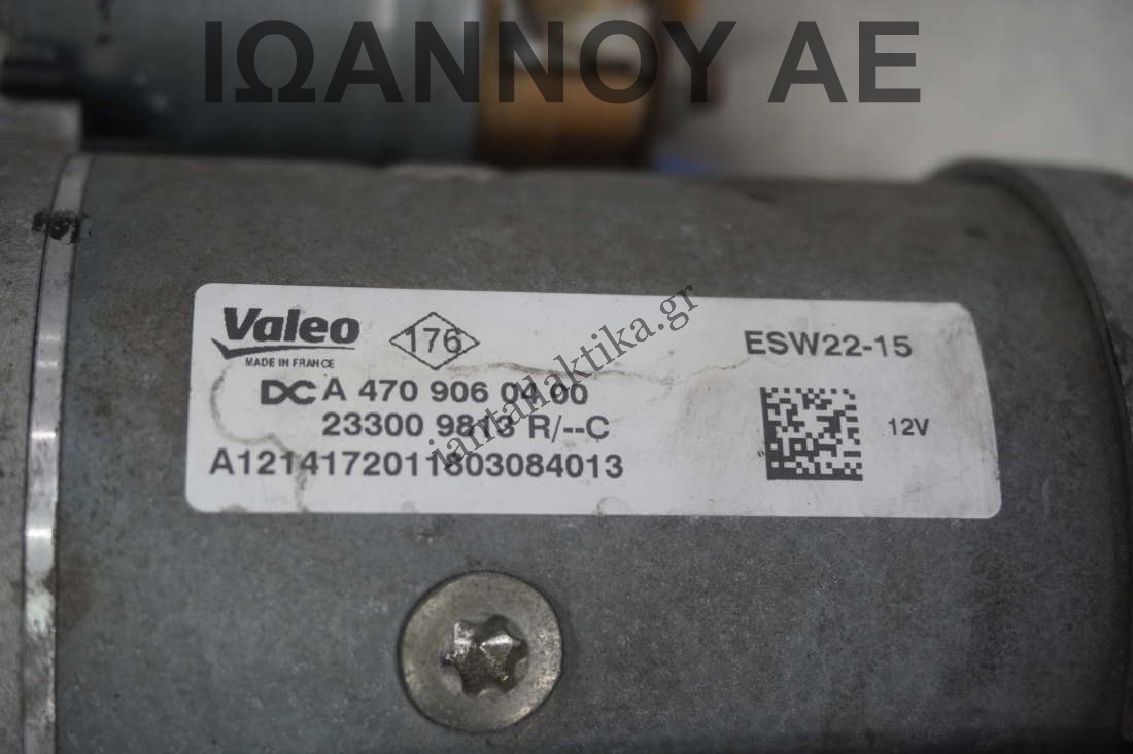 ΙΩΑΝΝΟΥ ΑΕ
Valeo
MADE IN FRANCE
176
ESW22-15
DC A 470 906 04 00
23300 9813 R/--C
12V
A1214172011803084013
iantallaktika.gr